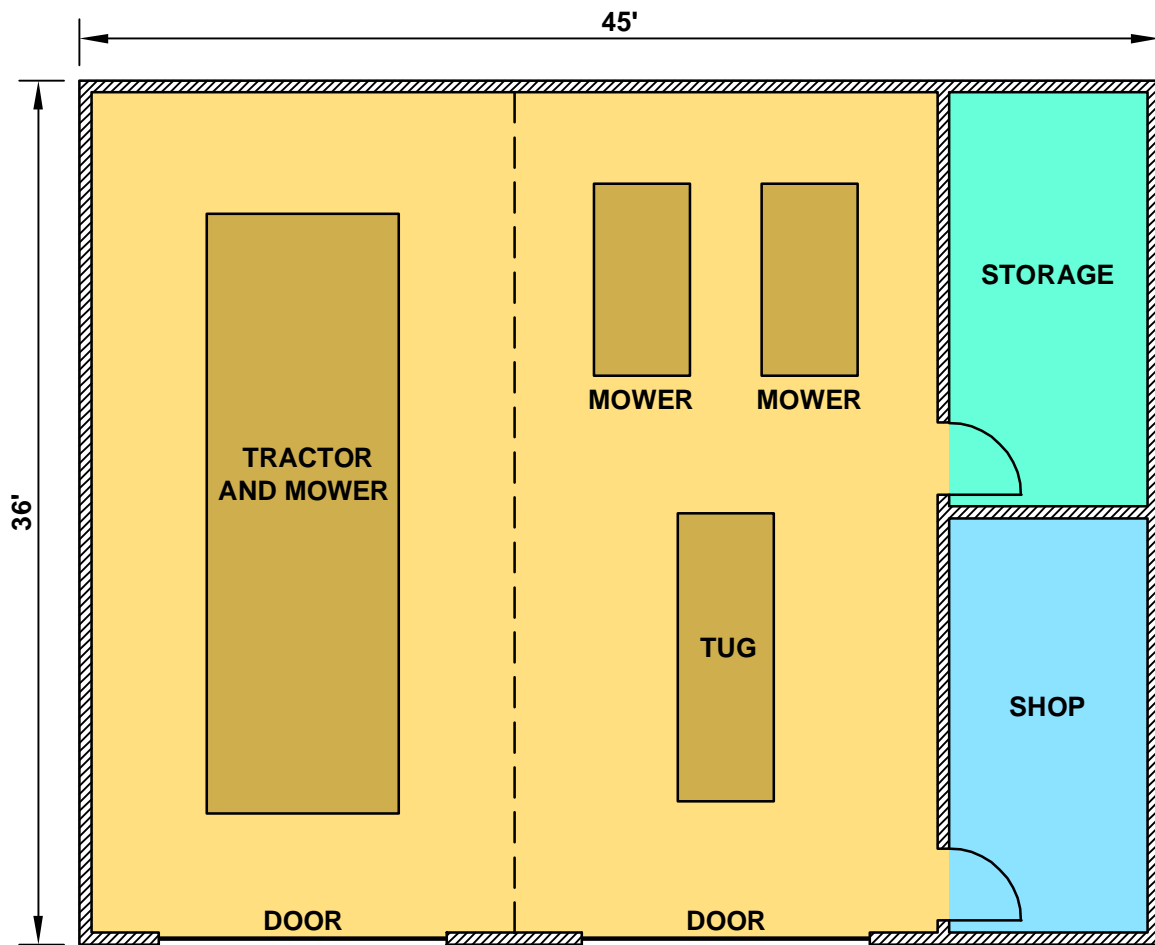 45'
36'
STORAGE
MOWER
MOWER
TRACTOR
AND MOWER
TUG
SHOP
DOOR
DOOR